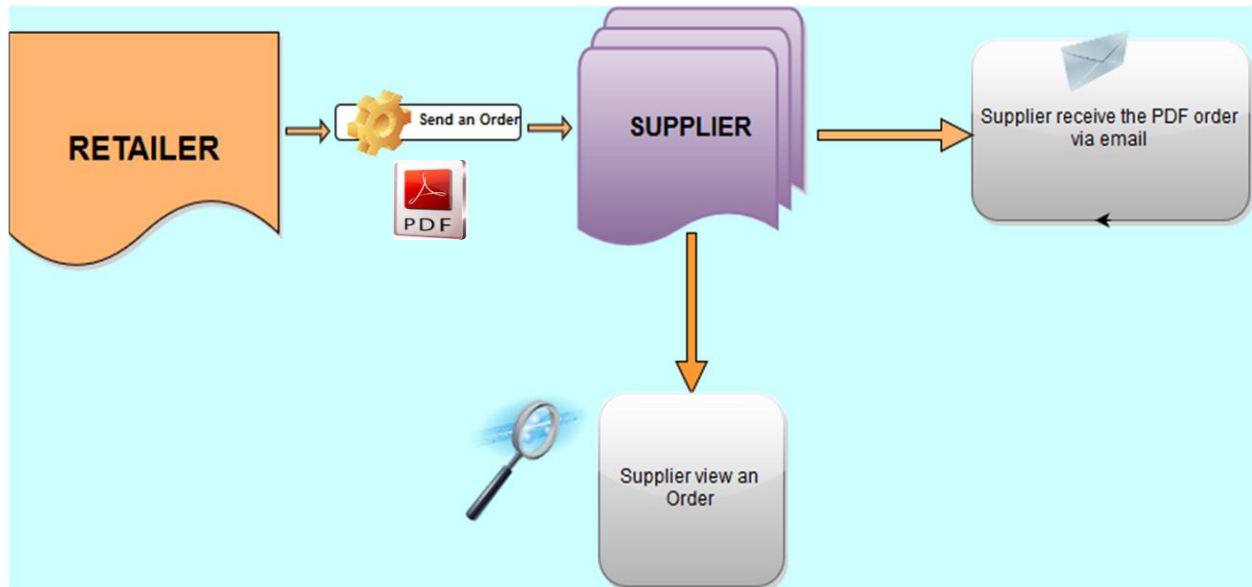 RETAILER
Send an Order
PDF
SUPPLIER
Supplier receive the PDF order
via email
Supplier view an
Order